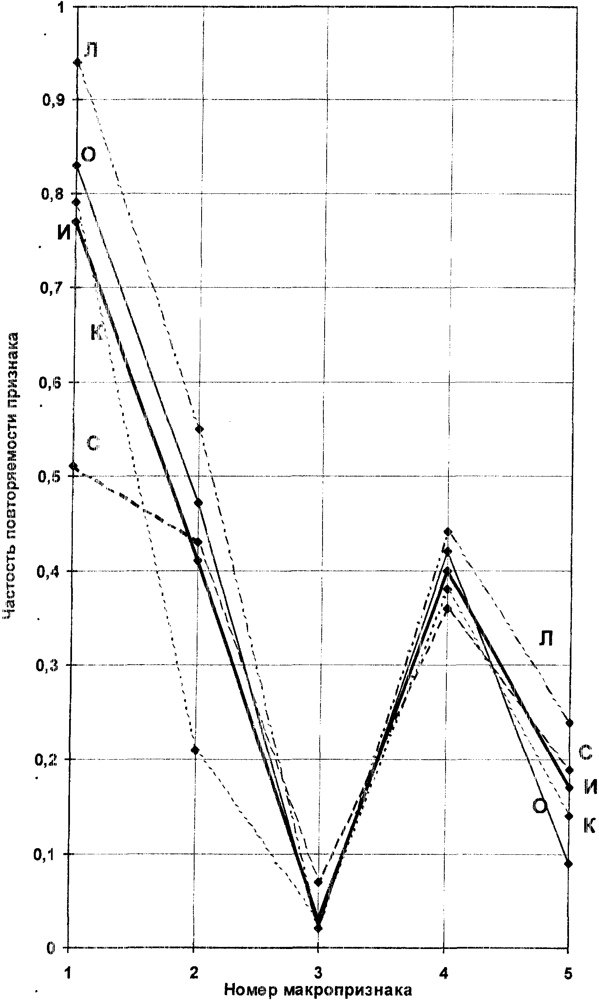 1
Л
0,9
О
0,8
И
0,7
К
0,6
С
0,5
0,4
Л
0,3
С
0,2
И
О
К
0,1
0
1 2 3 4 5
Номер макропризнака
Частость повторяемости признака